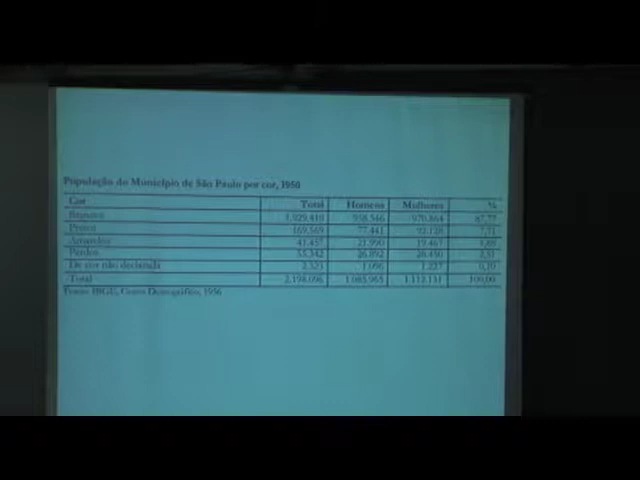 População do Município de São Paulo por cor, 1950
Cor Total Homens Mulheres %
Brancos 1.929.410 958.546 970.864 87,77
Pretos 169.569 77.441 92.128 7,71
Amarelos 41.457 21.990 19.467 1,88
Pardos 55.342 26.892 28.450 2,51
De cor não declarada 2.323 1.096 1.227 0,10
Total 2.198.096 1.085.965 1.112.131 100,00
Fonte: IBGE, Censo Demográfico, 1956